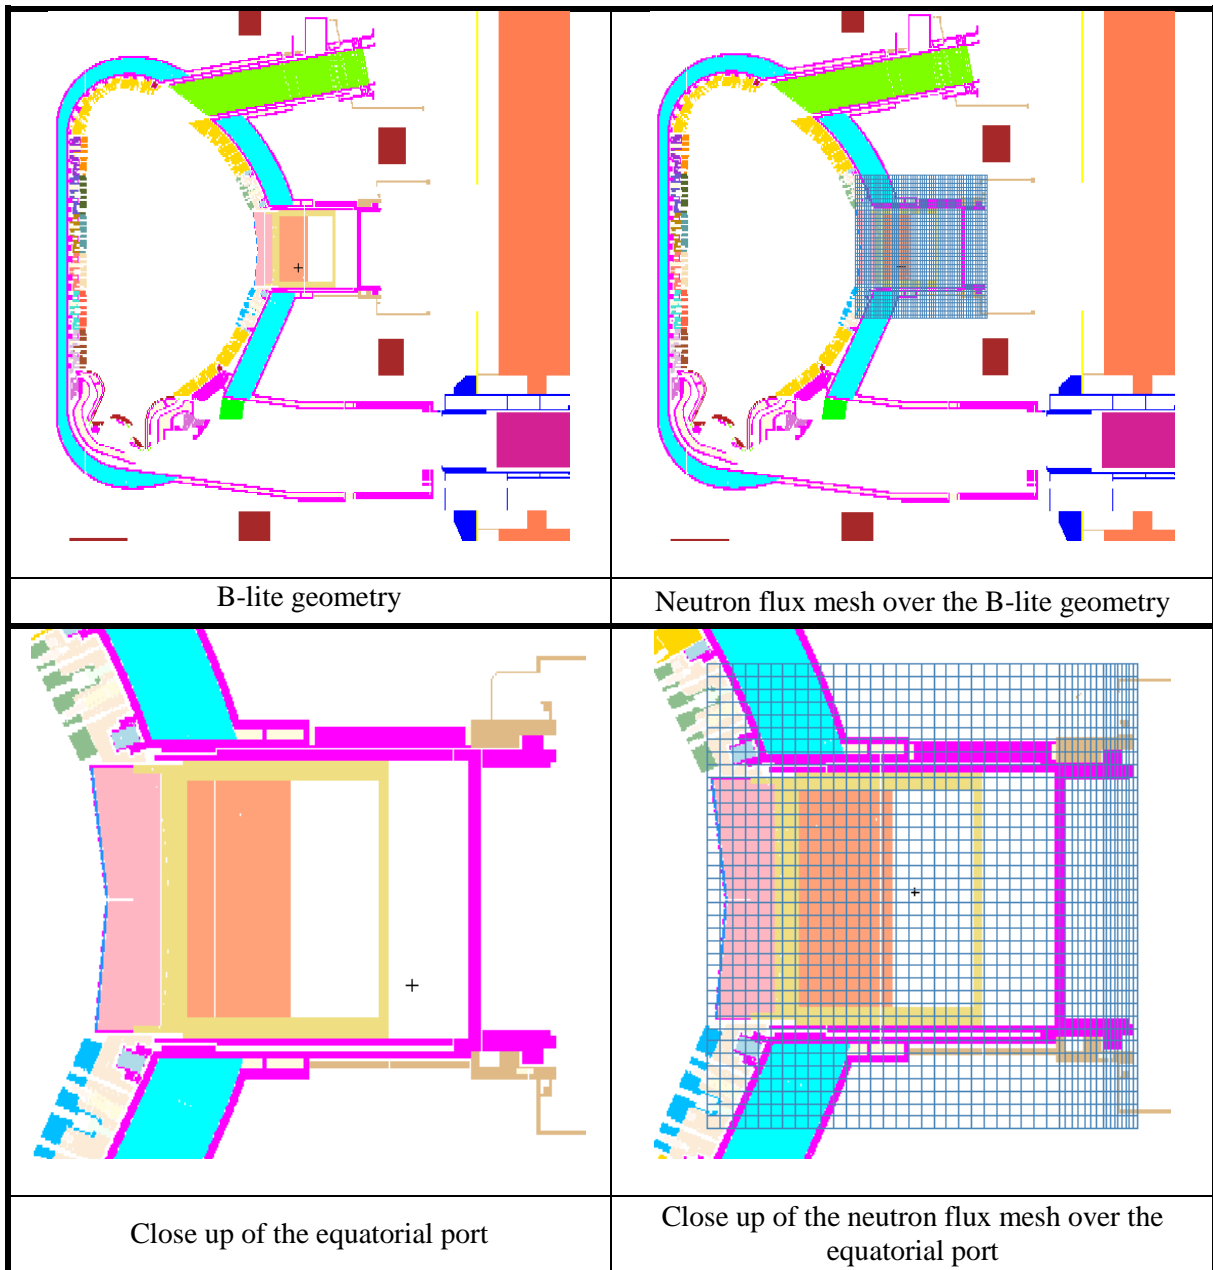 B-lite geometry
Neutron flux mesh over the B-lite geometry
Close up of the equatorial port
Close up of the neutron flux mesh over the
equatorial port